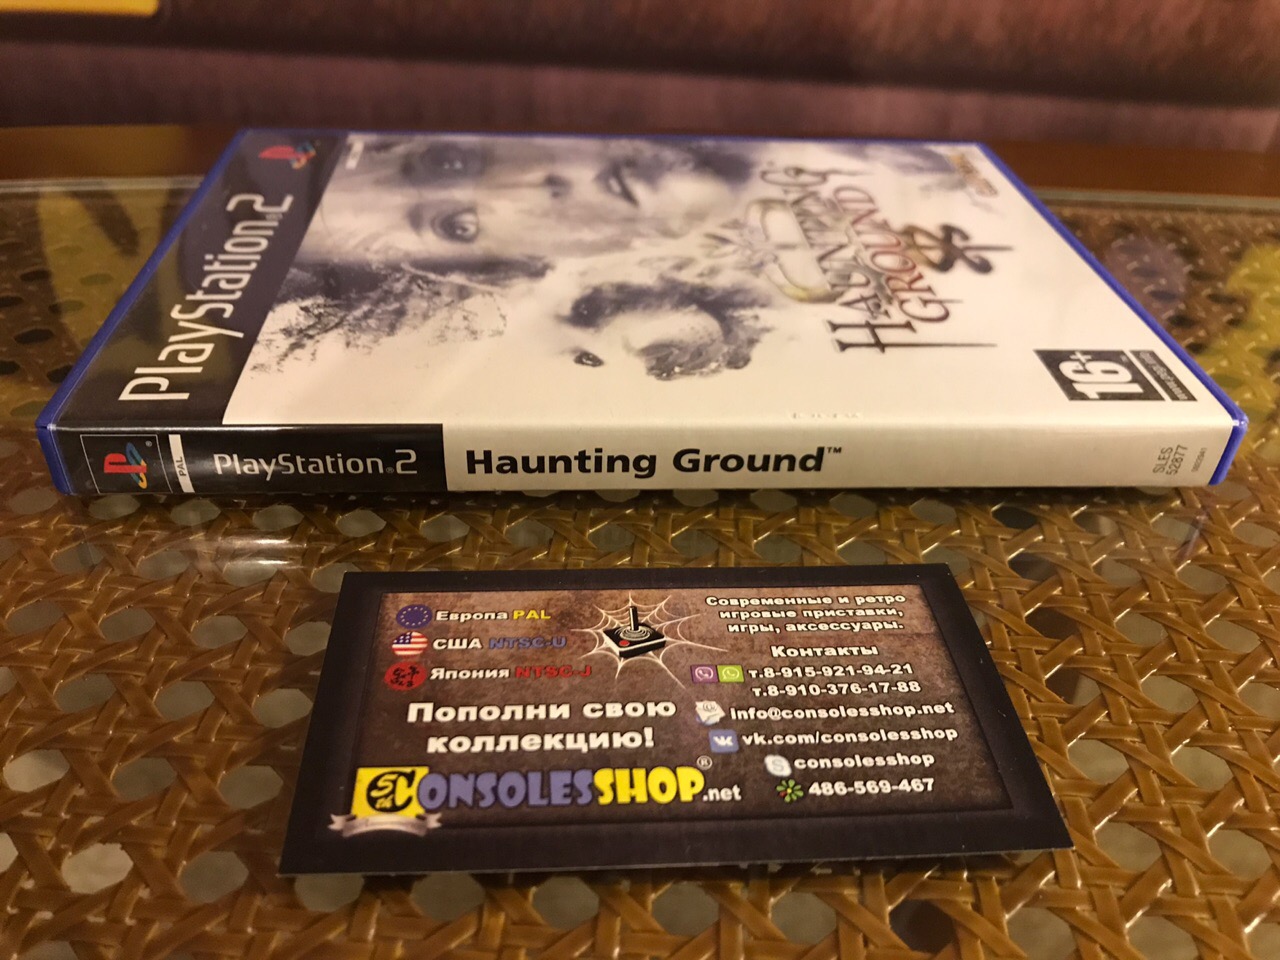 PlayStation.2
HAUNTING
GROUND
16+
PAL
PlayStation.2
Haunting Ground™
SLES
52877
Европа PAL
США NTSC-U
Япония NTSC-J
Пополни свою
коллекцию!
CONSOLESSHOP.net
®
Современные и ретро
игровые приставки,
игры, аксессуары.
Контакты
т.8-915-921-94-21
т.8-910-376-17-88
info@consolesshop.net
vk.com/consolesshop
consolesshop
486-569-467